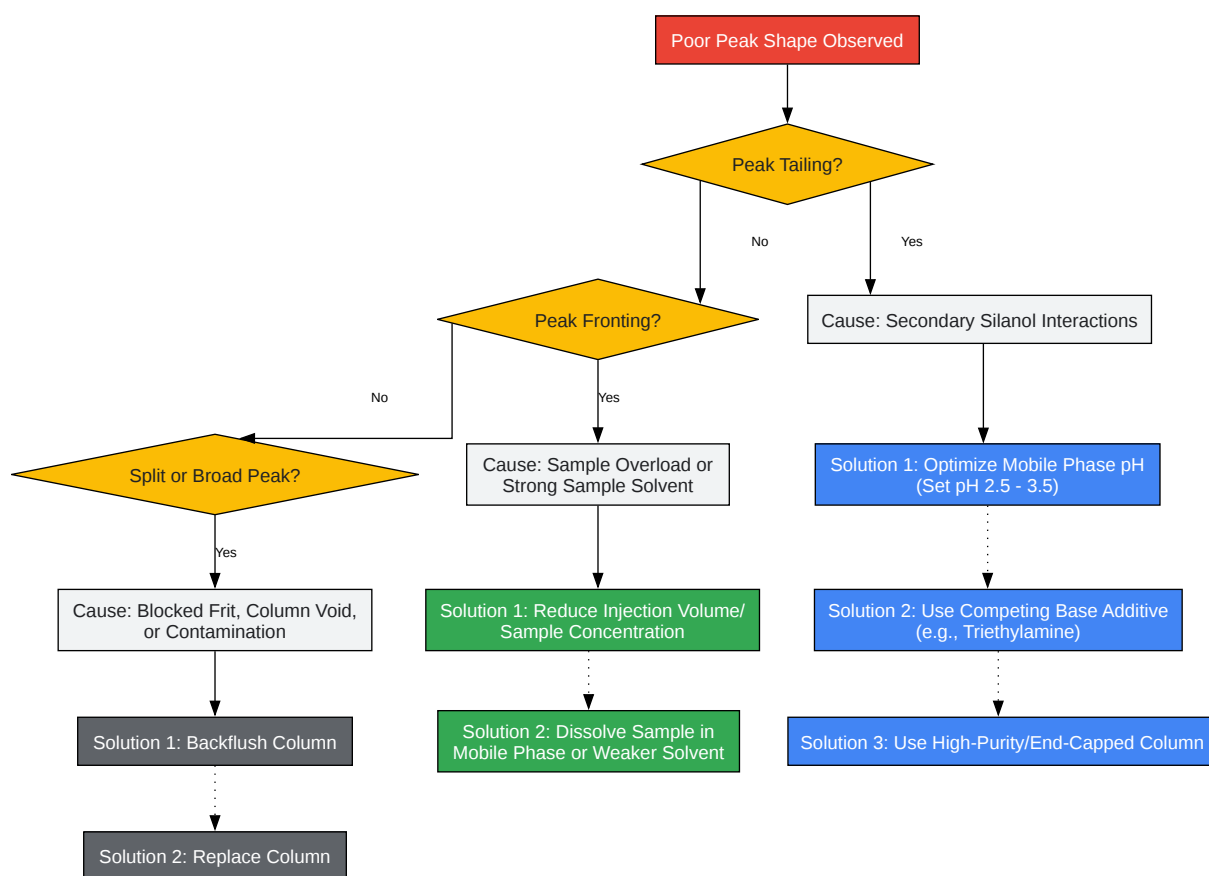 Poor Peak Shape Observed
Peak Tailing?
No
Yes
Peak Fronting?
Cause: Secondary Silanol Interactions
No
Yes
Split or Broad Peak?
Cause: Sample Overload or
Strong Sample Solvent
Solution 1: Optimize Mobile Phase pH
(Set pH 2.5 - 3.5)
Yes
Cause: Blocked Frit, Column Void,
or Contamination
Solution 1: Reduce Injection Volume/
Sample Concentration
Solution 2: Use Competing Base Additive
(e.g., Triethylamine)
Solution 1: Backflush Column
Solution 2: Dissolve Sample in
Mobile Phase or Weaker Solvent
Solution 3: Use High-Purity/End-Capped Column
Solution 2: Replace Column